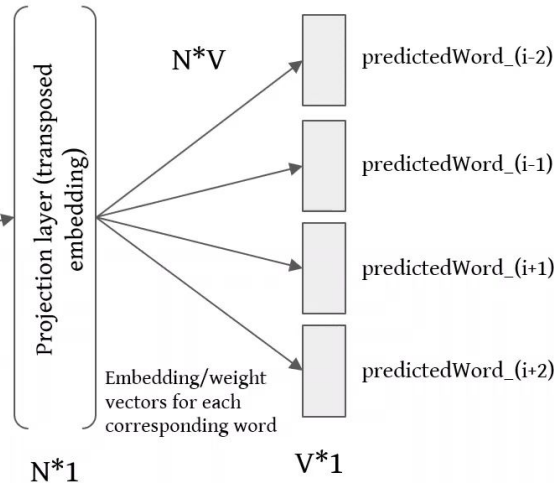 Projection layer (transposed
embedding)
N*1
N*V
Embedding/weight
vectors for each
corresponding word
V*1
predictedWord_(i-2)
predictedWord_(i-1)
predictedWord_(i+1)
predictedWord_(i+2)